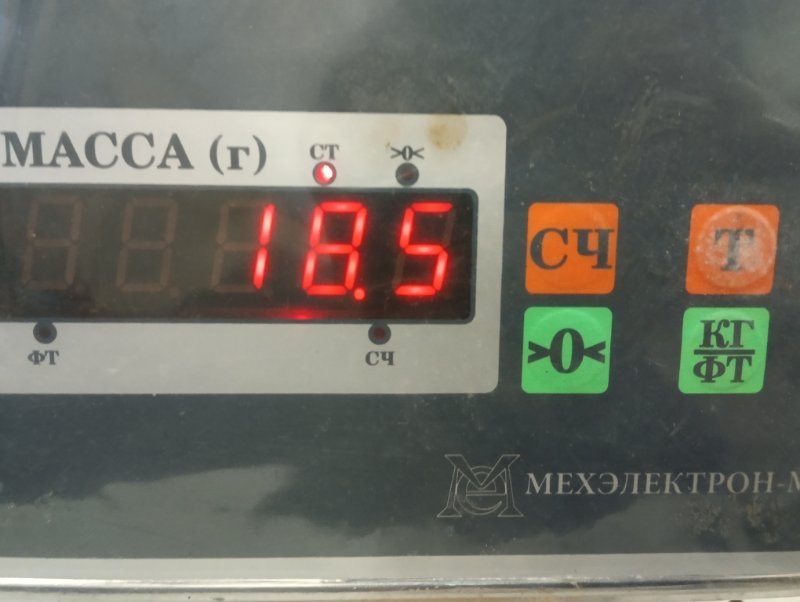 МАССА (г)
СТ
>0<
18.5
ФТ
СЧ
СЧ
Т
>0<
КГ
ФТ
МЕХЭЛЕКТРОН-М